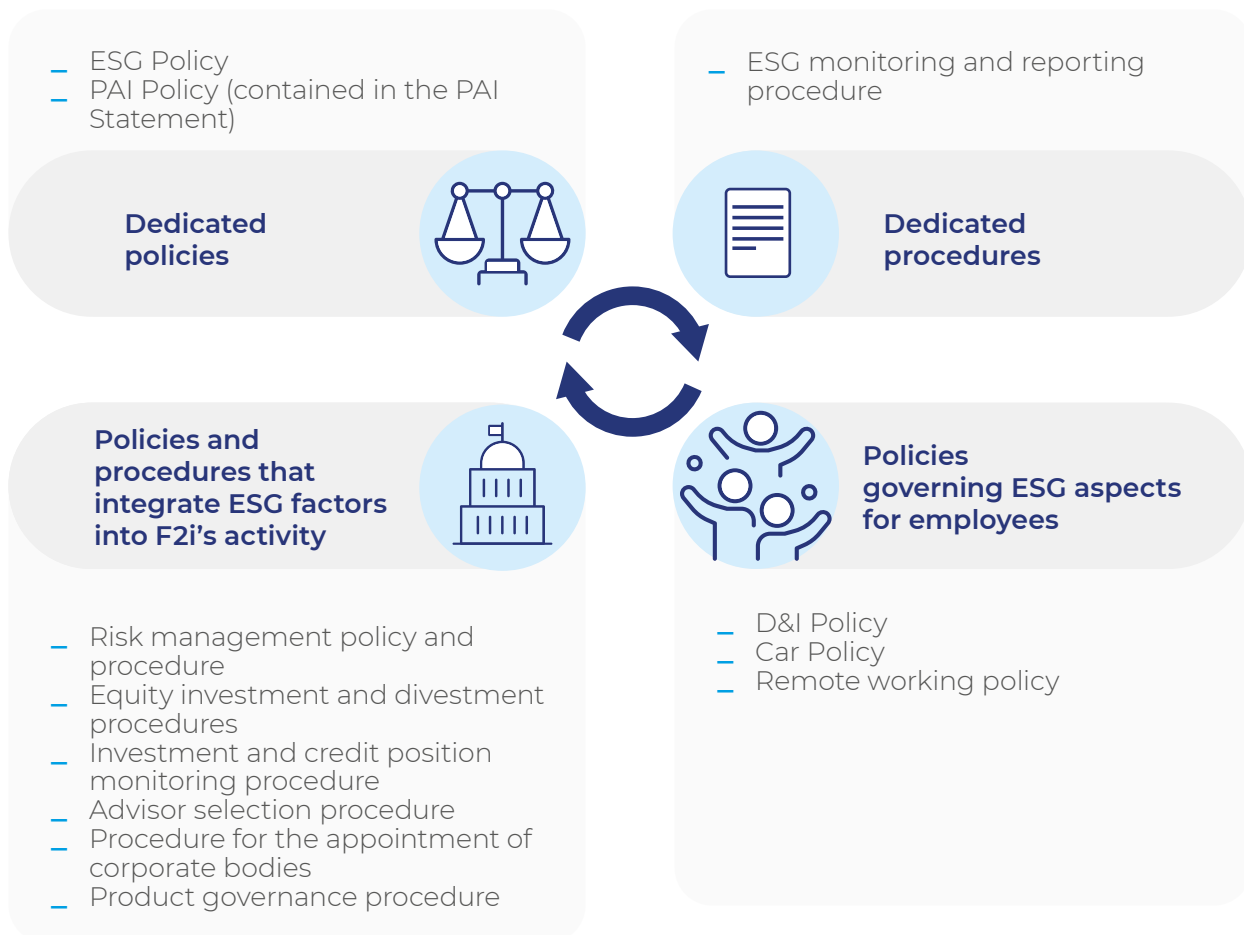 ESG Policy
PAI Policy (contained in the PAI
Statement)
Dedicated
policies
ESG monitoring and reporting
procedure
Dedicated
procedures
Policies and
procedures that
integrate ESG factors
into F2i's activity
Risk management policy and
procedure
Equity investment and divestment
procedures
Investment and credit position
monitoring procedure
Advisor selection procedure
Procedure for the appointment of
corporate bodies
Product governance procedure
Policies
governing ESG aspects
for employees
D&I Policy
Car Policy
Remote working policy